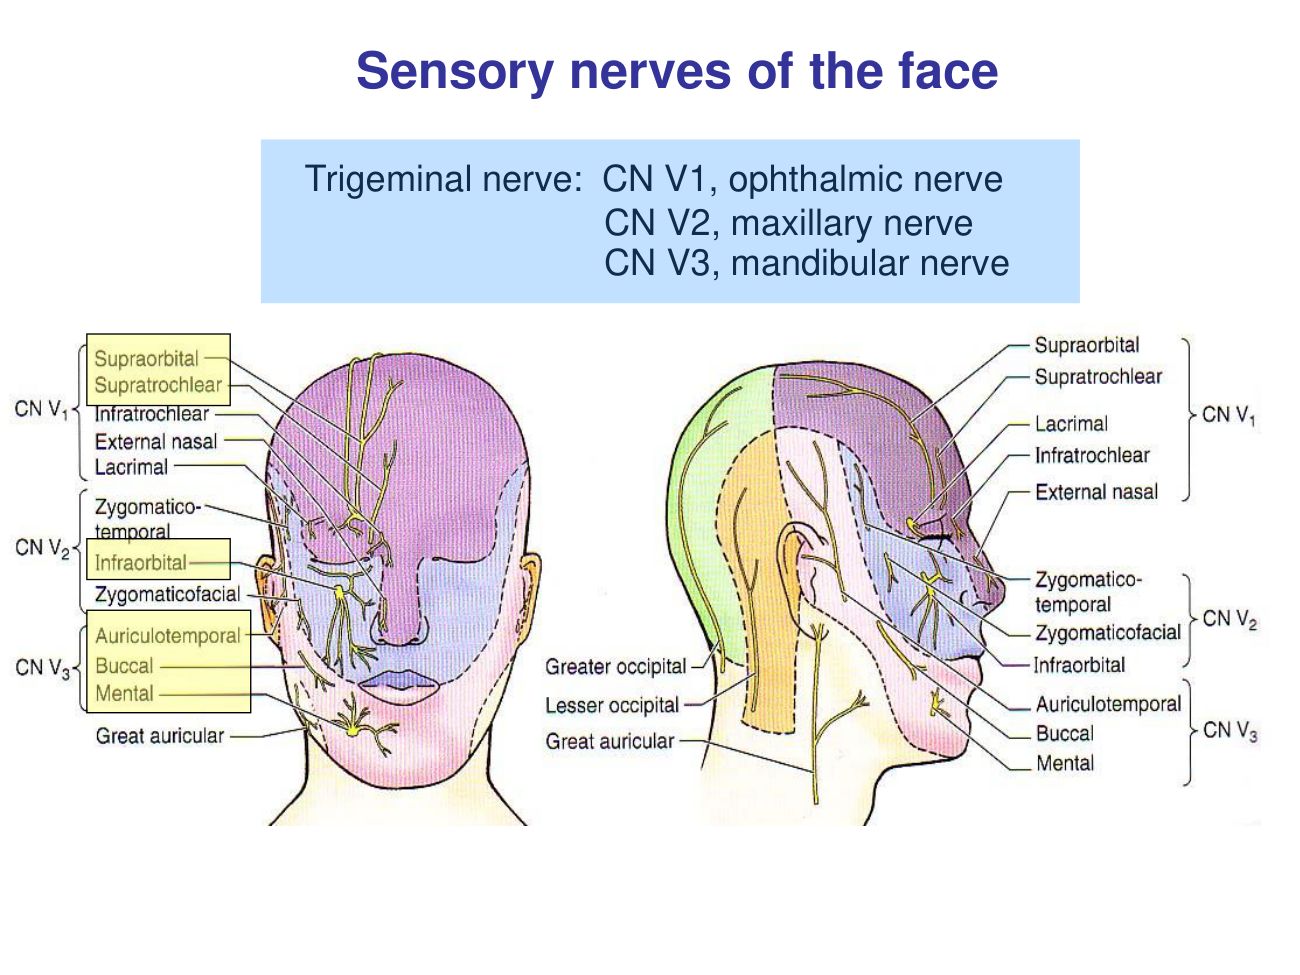 Sensory nerves of the face
Trigeminal nerve: CN V1, ophthalmic nerve
CN V2, maxillary nerve
CN V3, mandibular nerve
CN V1
Supraorbital
Supratrochlear
Infratrochlear
External nasal
Lacrimal
CN V2
Zygomatico-
temporal
Infraorbital
Zygomaticofacial
CN V3
Auriculotemporal
Buccal
Mental
Great auricular
Greater occipital
Lesser occipital
Great auricular
Supraorbital
Supratrochlear
Lacrimal
Infratrochlear
External nasal
CN V1
Zygomatico-
temporal
Zygomaticofacial
Infraorbital
CN V2
Auriculotemporal
Buccal
Mental
CN V3